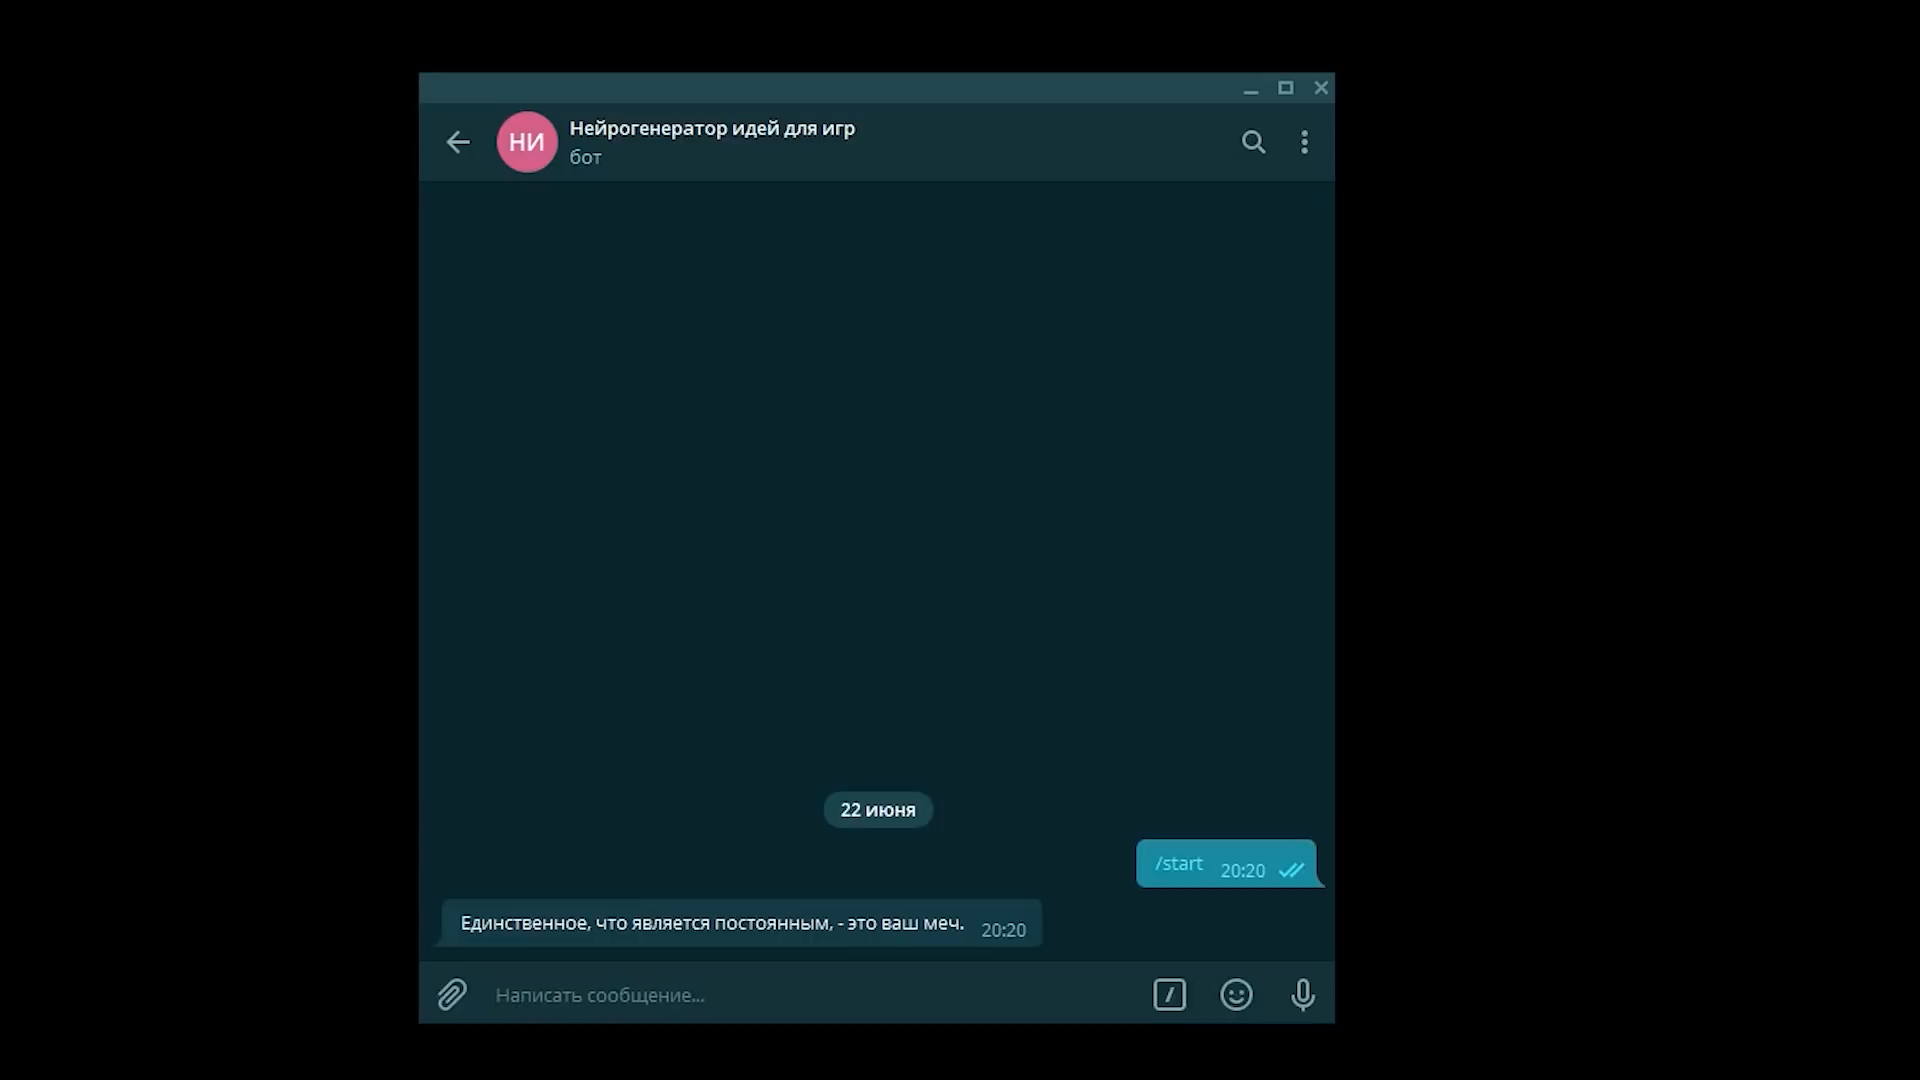 НИ
Нейрогенератор идей для игр
бот
22 июня
/start 20:20
Единственное, что является постоянным, - это ваш меч. 20:20
Написать сообщение...